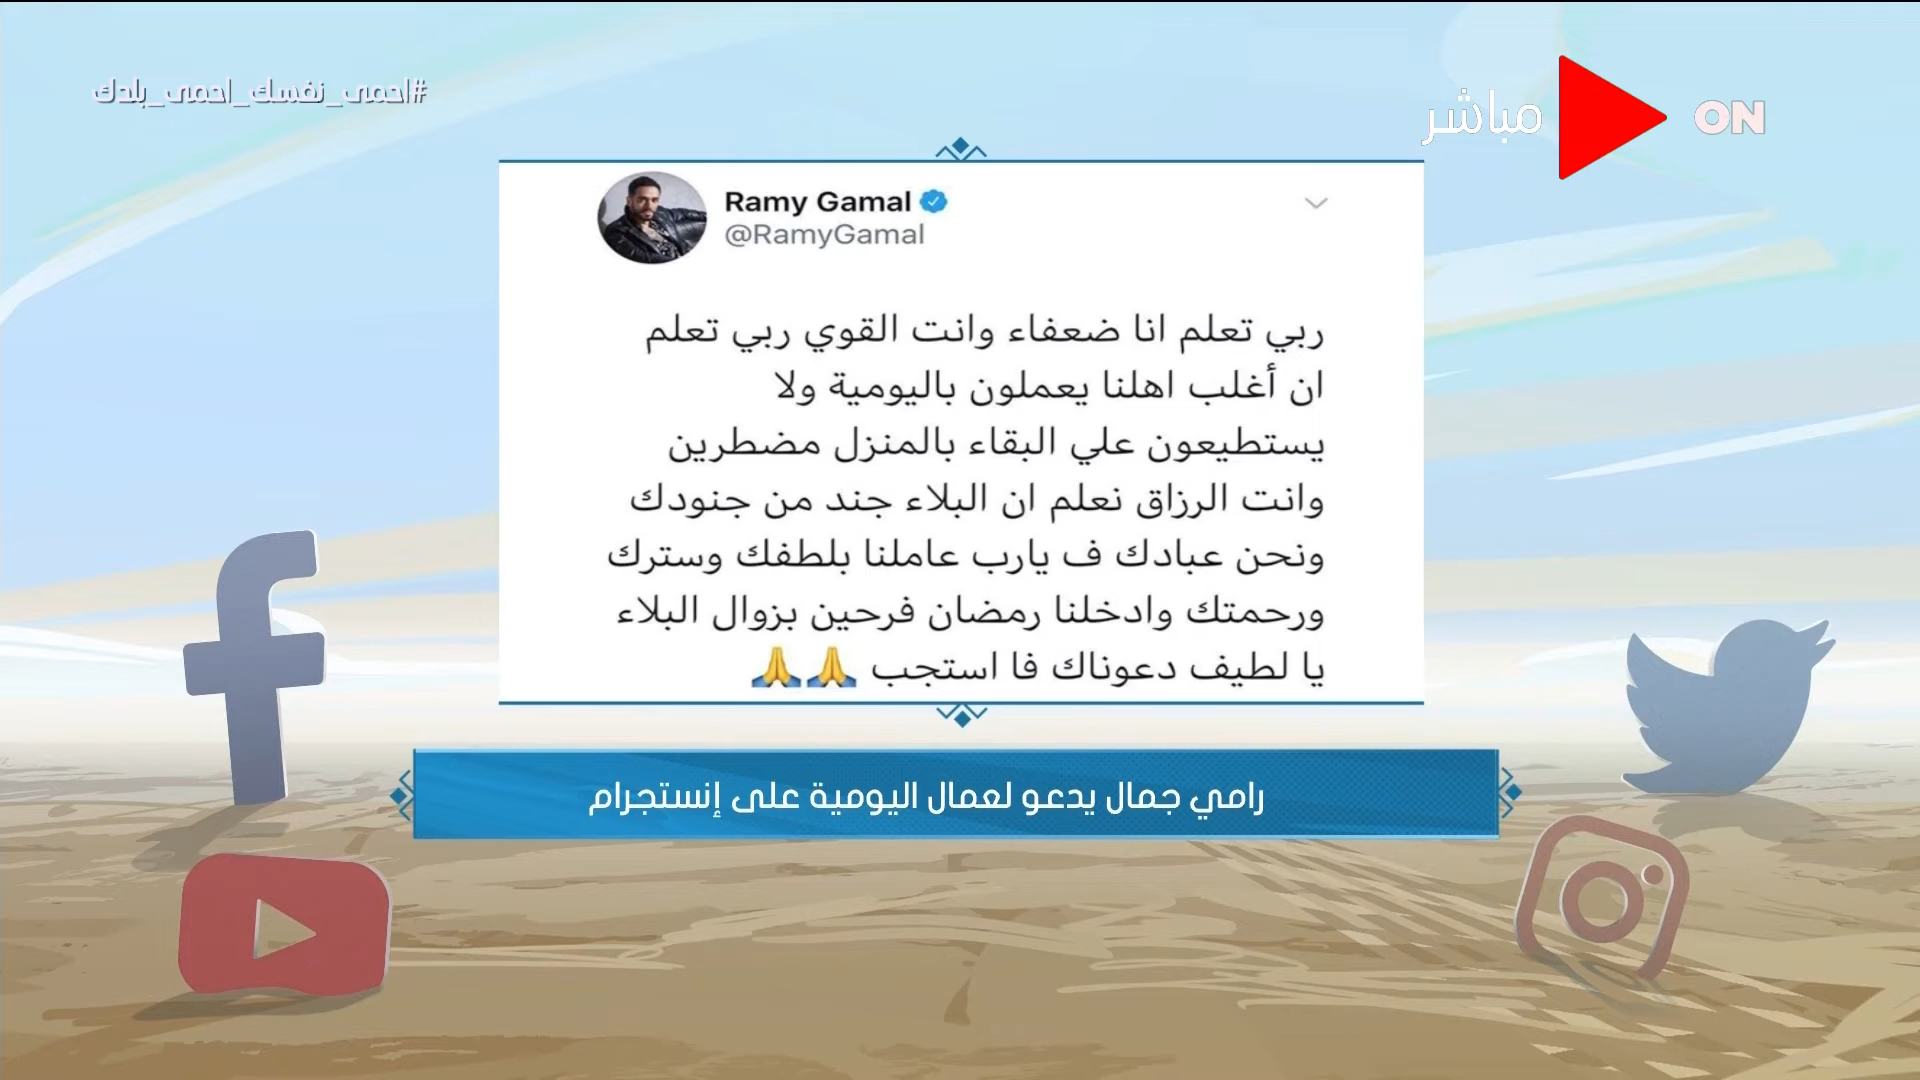 #احمى_نفسك_احمى_بلدك
مباشر
ON
Ramy Gamal
@RamyGamal
ربي تعلم انا ضعفاء وانت القوي ربي تعلم
ان أغلب اهلنا يعملون باليومية ولا
يستطيعون علي البقاء بالمنزل مضطرين
وانت الرزاق نعلم ان البلاء جند من جنودك
ونحن عبادك ف يارب عاملنا بلطفك وسترك
ورحمتك وادخلنا رمضان فرحين بزوال البلاء
يا لطيف دعوناك فا استجب 🙏🙏
رامي جمال يدعو لعمال اليومية على إنستجرام